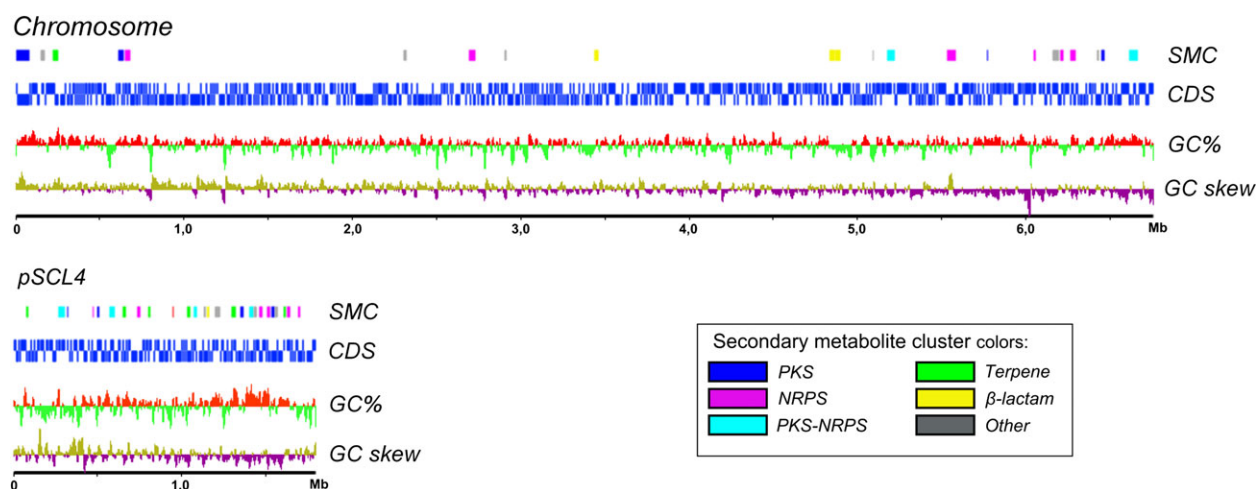 Chromosome
SMC
CDS
GC%
GC skew
0 1,0 2,0 3,0 4,0 5,0 6,0 Mb
pSCL4
SMC
CDS
GC%
GC skew
0 1,0 Mb
Secondary metabolite cluster colors:
PKS Terpene
NRPS β-lactam
PKS-NRPS Other